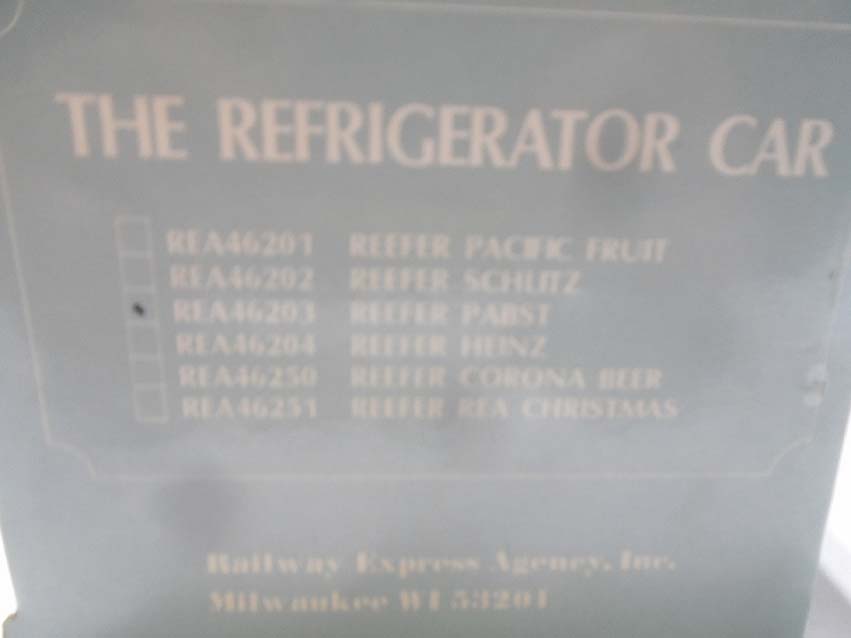 THE REFRIGERATOR CAR
REA46201 REEFER PACIFIC FRUIT
REA46202 REEFER SCHLITZ
REA46203 REEFER PABST
REA46204 REEFER HEINZ
REA46250 REEFER CORONA BEER
REA46251 REEFER REA CHRISTMAS
Railway Express Agency, Inc.
Milwaukee WI 53201